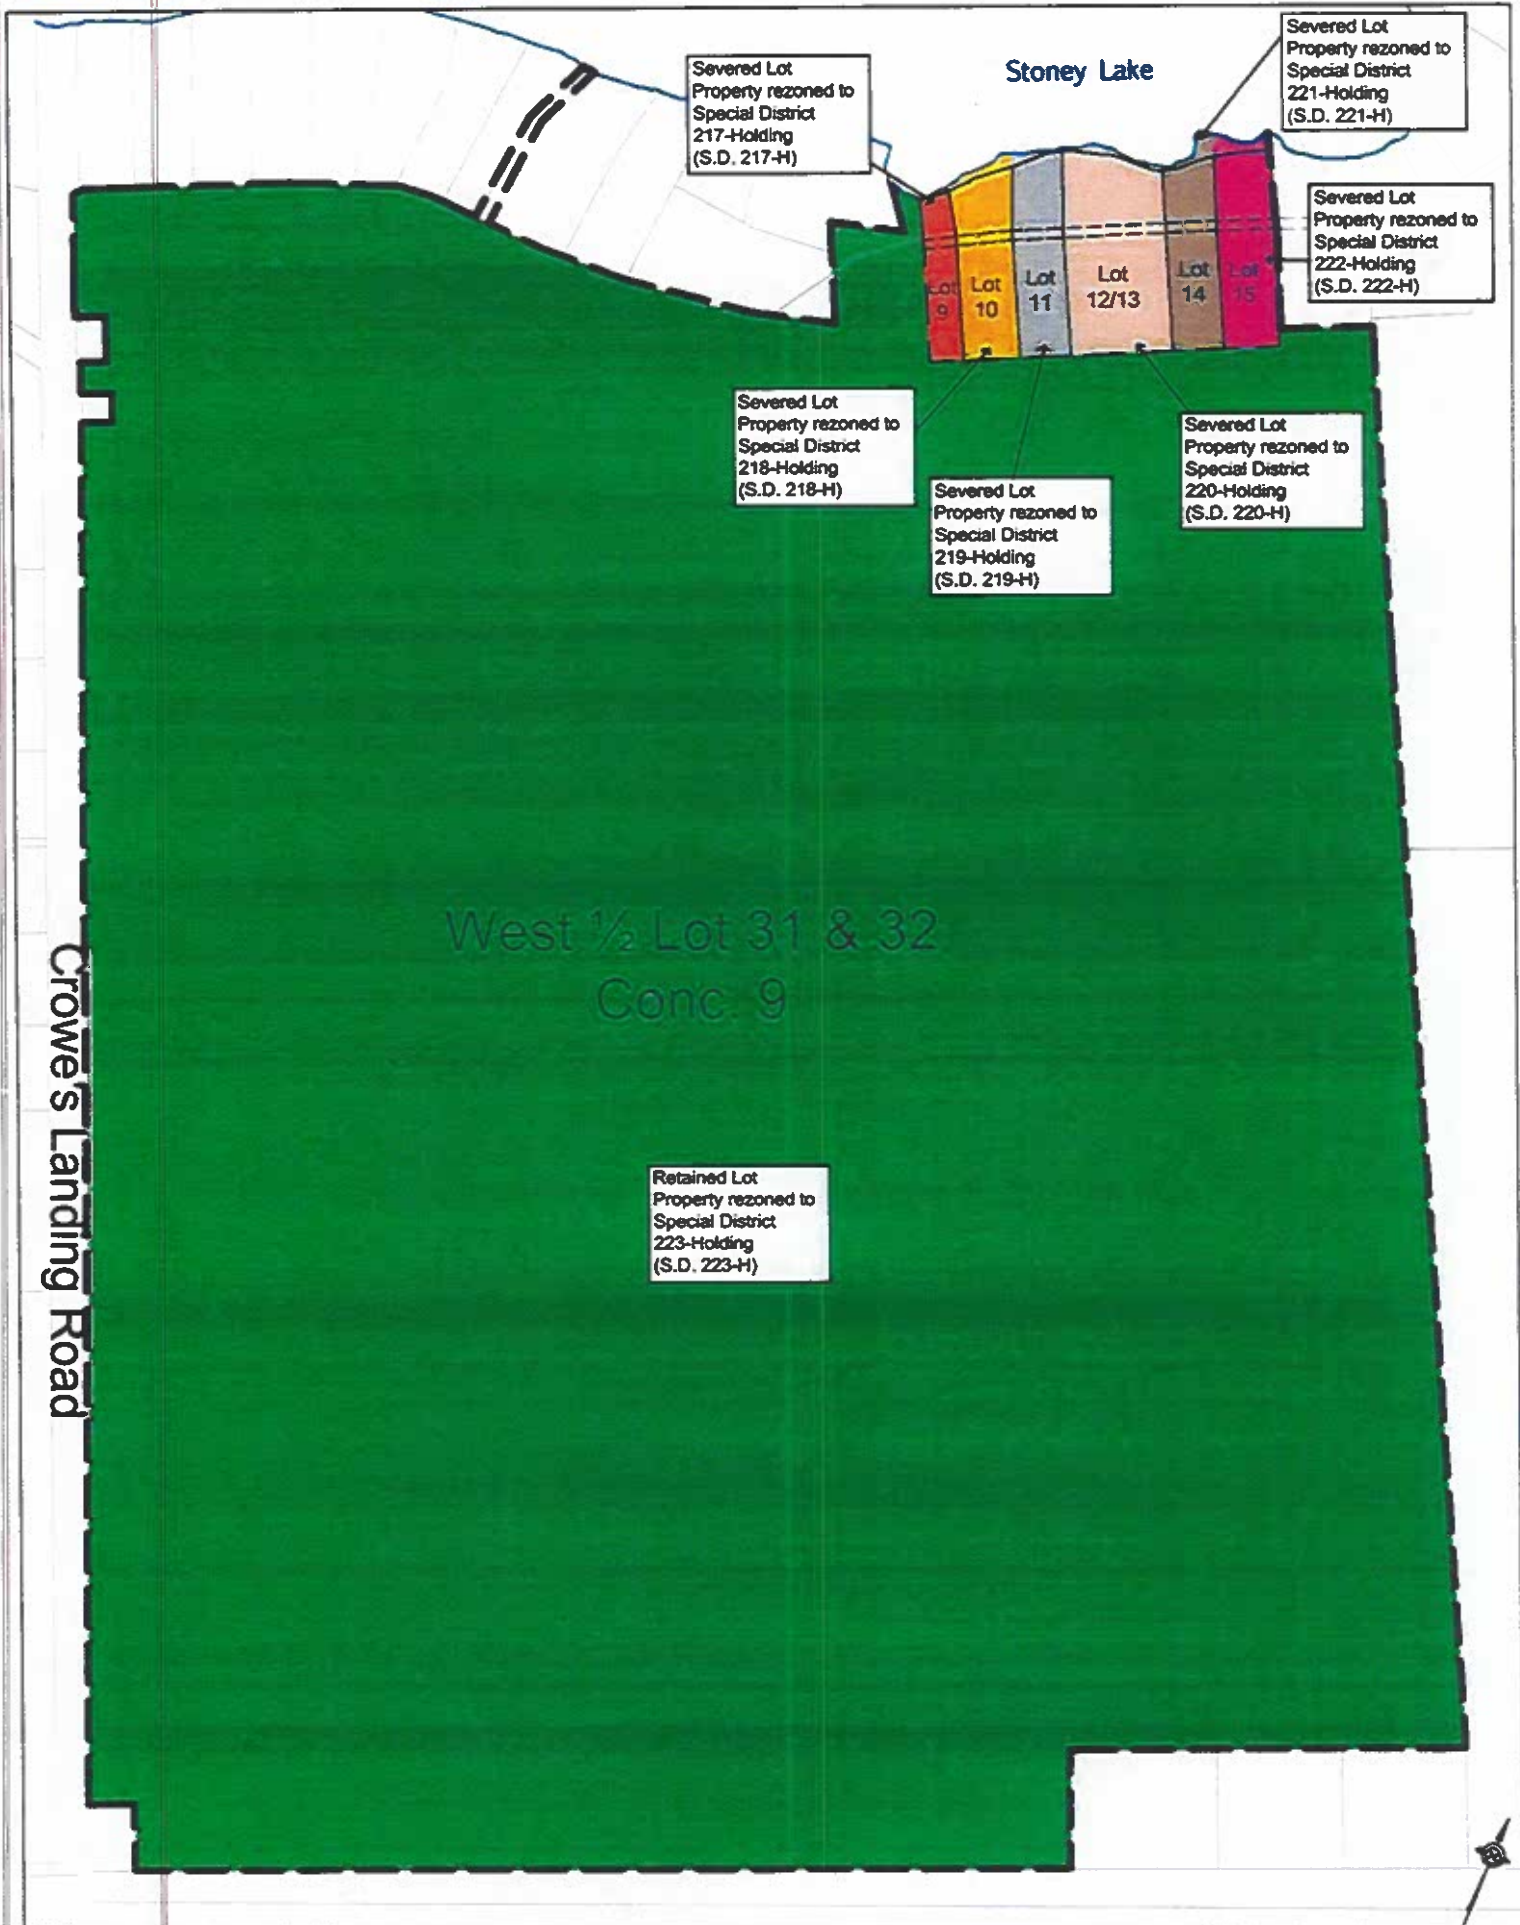 Severed Lot
Property rezoned to
Special District
221-Holding
(S.D. 221-H)
Stoney Lake
Severed Lot
Property rezoned to
Special District
217-Holding
(S.D. 217-H)
Severed Lot
Property rezoned to
Special District
222-Holding
(S.D. 222-H)
Lot
9
Lot
10
Lot
11
Lot
12/13
Lot
14
Lot
15
Severed Lot
Property rezoned to
Special District
218-Holding
(S.D. 218-H)
Severed Lot
Property rezoned to
Special District
219-Holding
(S.D. 219-H)
Severed Lot
Property rezoned to
Special District
220-Holding
(S.D. 220-H)
West ½ Lot 31 & 32
Conc. 9
Crowe's Landing Road
Retained Lot
Property rezoned to
Special District
223-Holding
(S.D. 223-H)